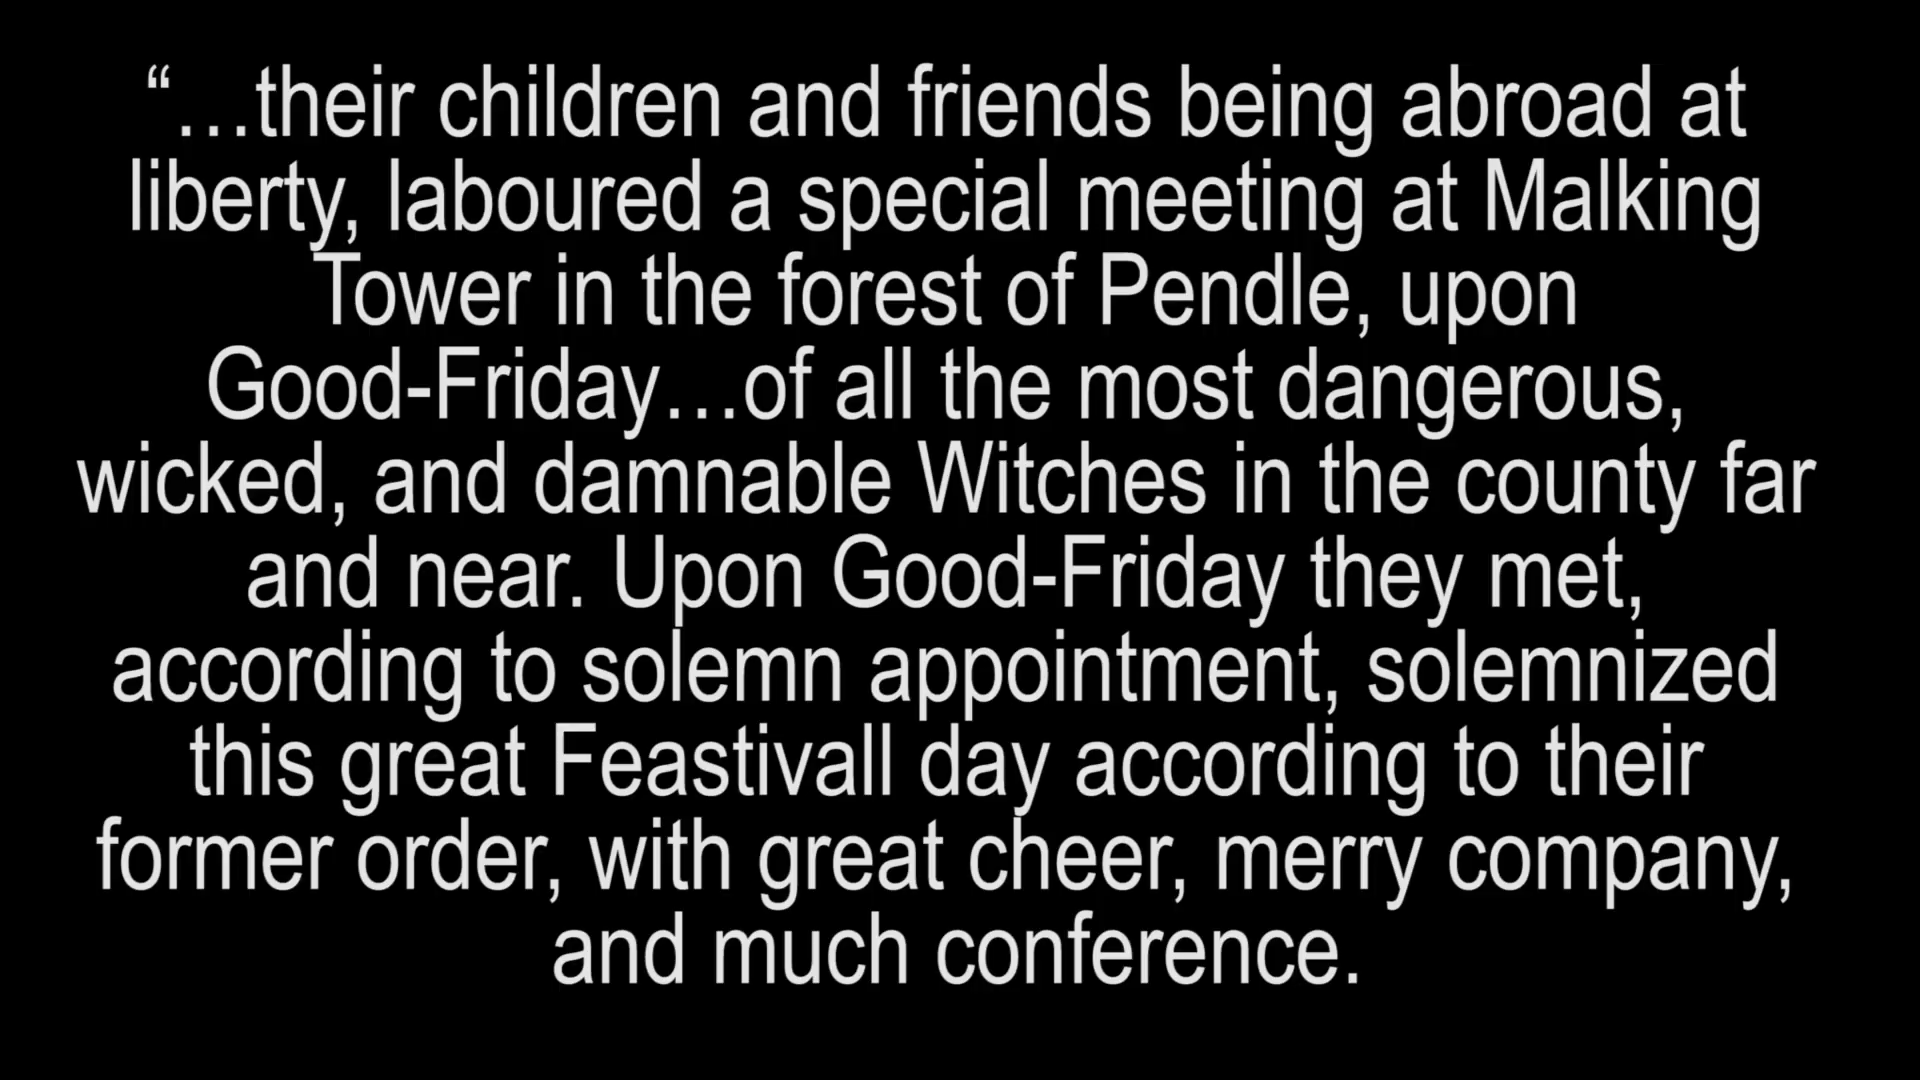 “…their children and friends being abroad at
liberty, laboured a special meeting at Malking
Tower in the forest of Pendle, upon
Good-Friday…of all the most dangerous,
wicked, and damnable Witches in the county far
and near. Upon Good-Friday they met,
according to solemn appointment, solemnized
this great Feastivall day according to their
former order, with great cheer, merry company,
and much conference.